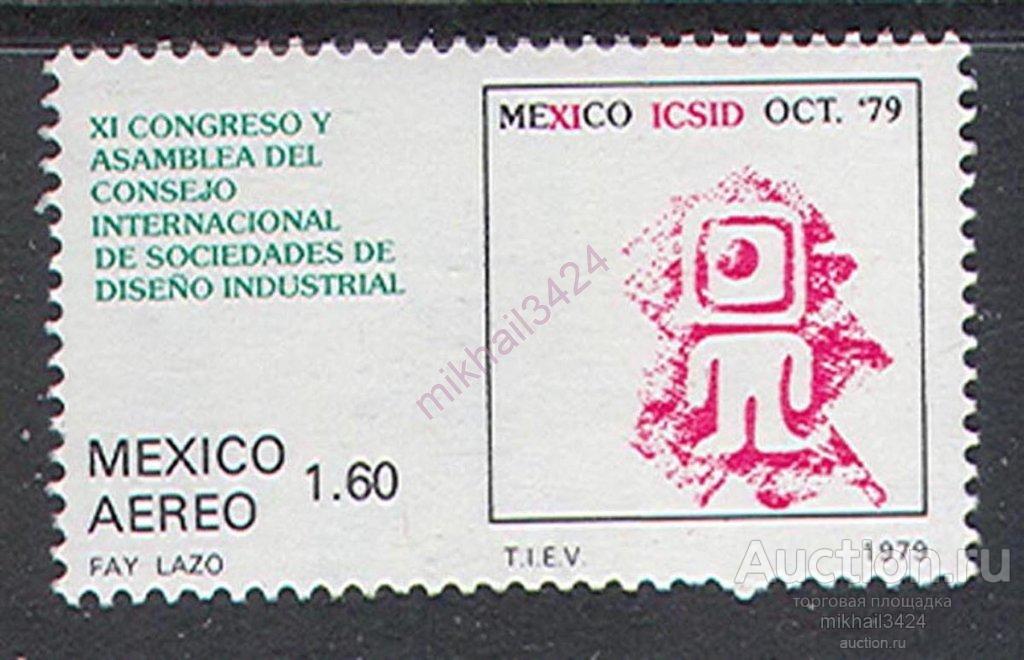 XI CONGRESO Y
ASAMBLEA DEL
CONSEJO
INTERNACIONAL
DE SOCIEDADES DE
DISEÑO INDUSTRIAL
MEXICO ICSID OCT. '79
MEXICO
AEREO
1.60
FAY LAZO
T.I.E.V.
1979
mikhail3424
Auction.ru
торговая площадка
mikhail3424
auction.ru